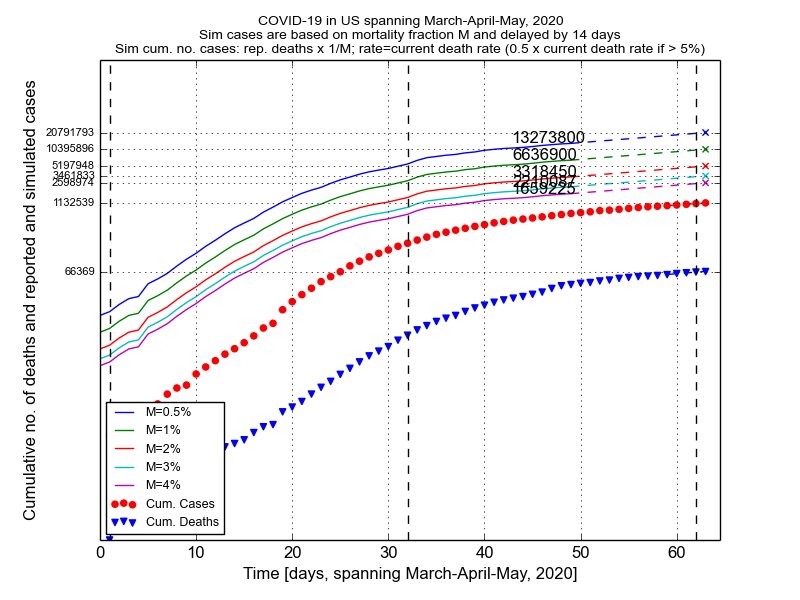 COVID-19 in US spanning March-April-May, 2020
Sim cases are based on mortality fraction M and delayed by 14 days
Sim cum. no. cases: rep. deaths x 1/M; rate=current death rate (0.5 x current death rate if > 5%)
Cumulative no. of deaths and reported and simulated cases
20791793
10395896
5197948
3461833
2598974
1132539
66369
13273800
6636900
3318450
1659225
M=0.5%
M=1%
M=2%
M=3%
M=4%
Cum. Cases
Cum. Deaths
0 10 20 30 40 50 60
Time [days, spanning March-April-May, 2020]